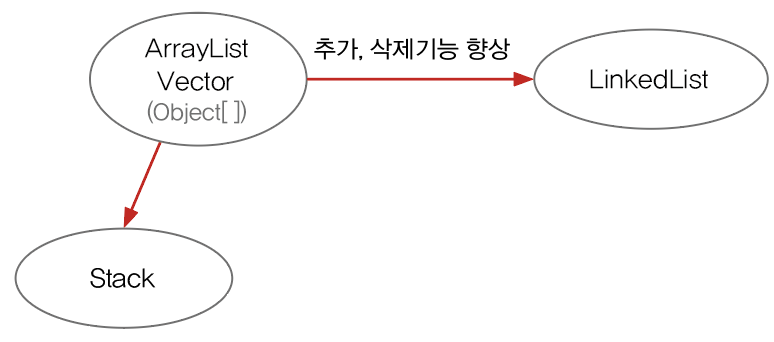 ArrayList
Vector
(Object[ ])
추가, 삭제기능 향상
LinkedList
Stack